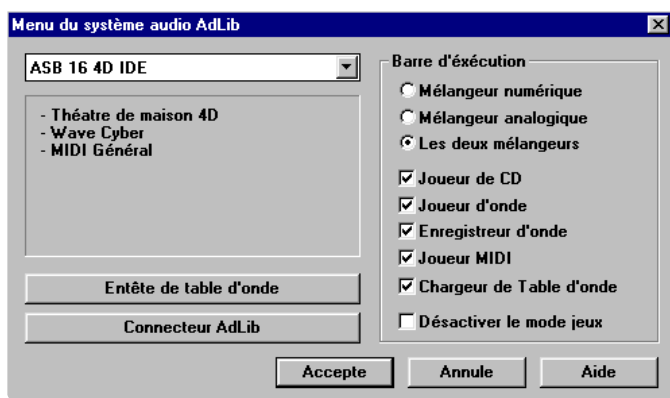 Menu du système audio AdLib
ASB 16 4D IDE
- Théatre de maison 4D
- Wave Cyber
- MIDI Général
Entête de table d'onde
Connecteur AdLib
Barre d'éxécution
Mélangeur numérique
Mélangeur analogique
Les deux mélangeurs
Joueur de CD
Joueur d'onde
Enregistreur d'onde
Joueur MIDI
Chargeur de Table d'onde
Désactiver le mode jeux
Accepte
Annule
Aide